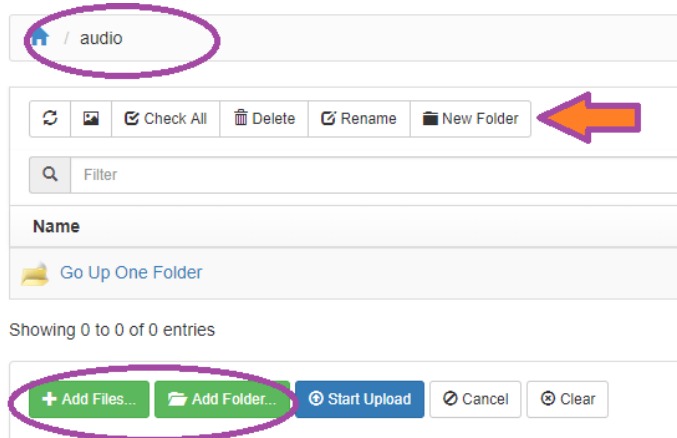 / audio
Check All Delete Rename New Folder
Filter
Name
Go Up One Folder
Showing 0 to 0 of 0 entries
Add Files... Add Folder... Start Upload Cancel Clear